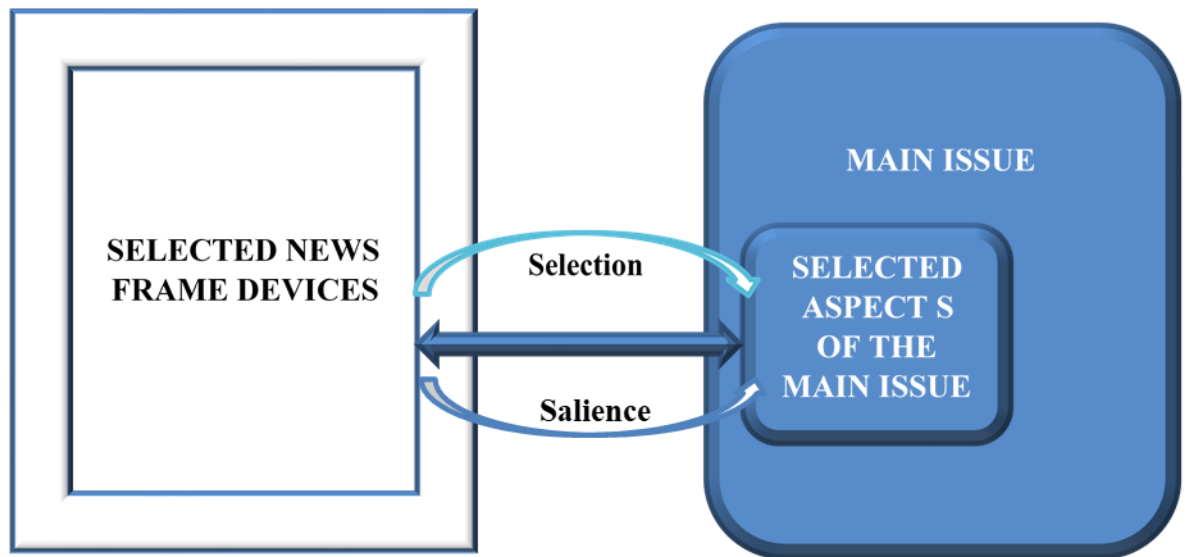 SELECTED NEWS
FRAME DEVICES
Selection
Salience
MAIN ISSUE
SELECTED
ASPECT S
OF THE
MAIN ISSUE